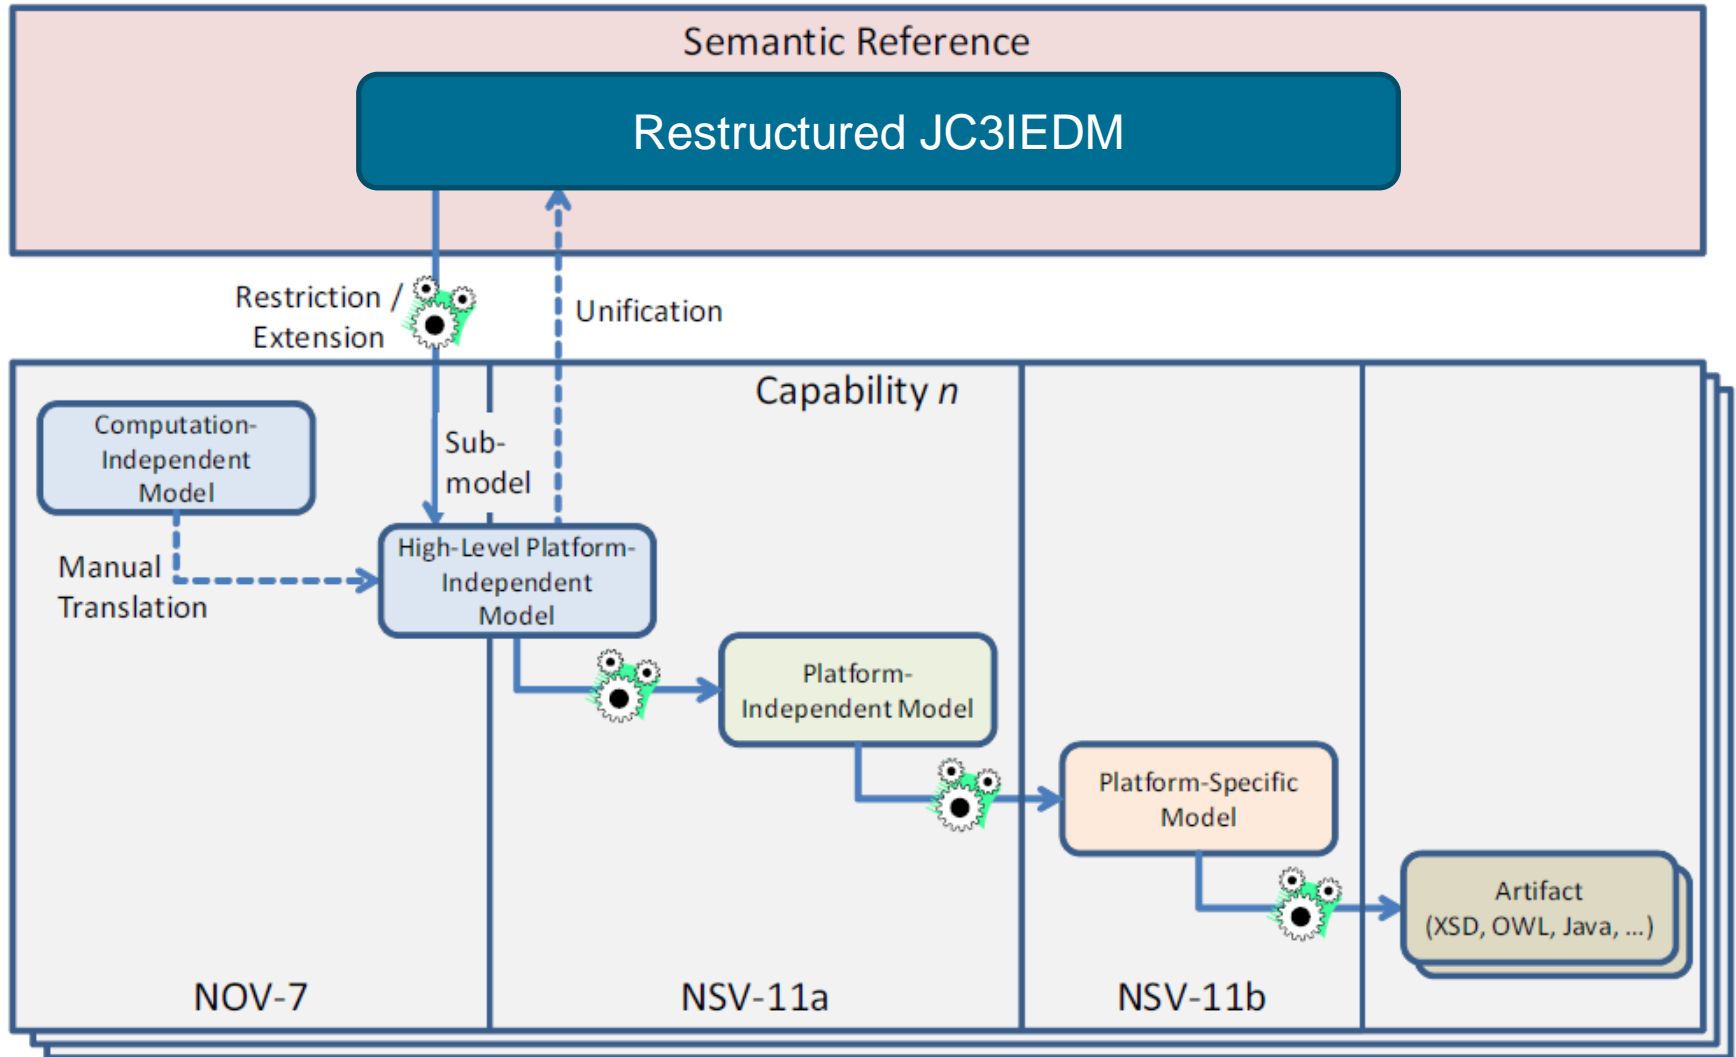 Semantic Reference
Restructured JC3IEDM
Restriction /
Extension
Unification
Capability n
Computation-
Independent
Model
Sub-
model
Manual
Translation
High-Level Platform-
Independent
Model
Platform-
Independent Model
Platform-Specific
Model
Artifact
(XSD, OWL, Java, ...)
NOV-7
NSV-11a
NSV-11b